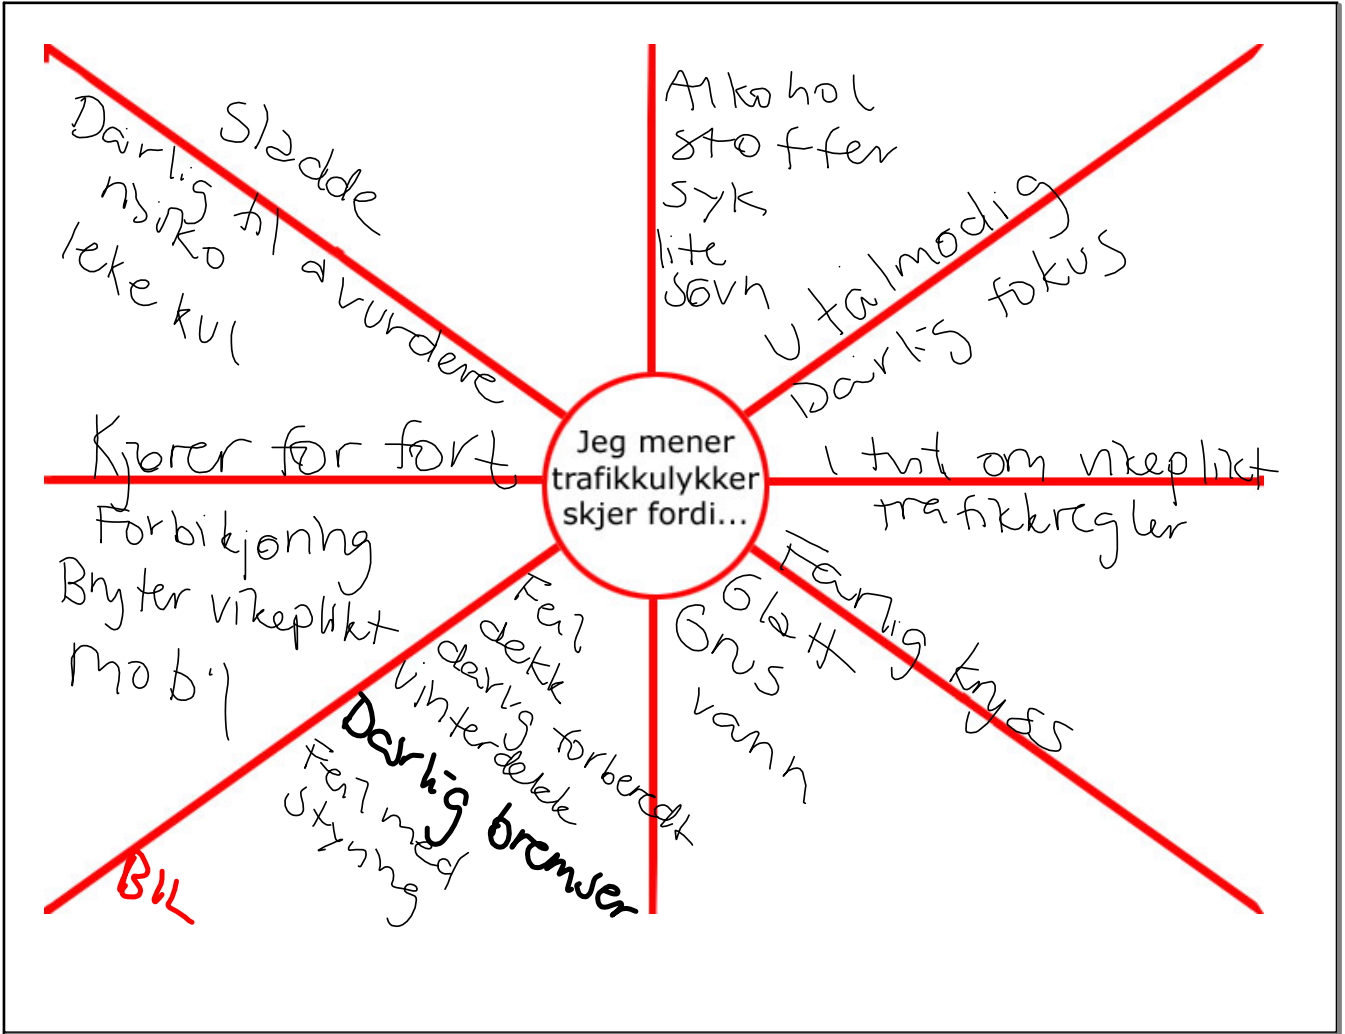 Sladde
Dårlig til å vurdere
risiko
leke kul
Alkohol
stoffer
syk
lite
søvn
Utålmodig
Dårlig fokus
Kjører for fort
Jeg mener
trafikkulykker
skjer fordi...
I tvil om vikeplikt
trafikkregler
Forbikjøring
Bryter vikeplikt
mobil
Feil
dekk
dårlig forberedt
vinterdekk
Dårlig bremser
Feil med
styring
BIL
Farlig kryss
Glatt
Grus
vann